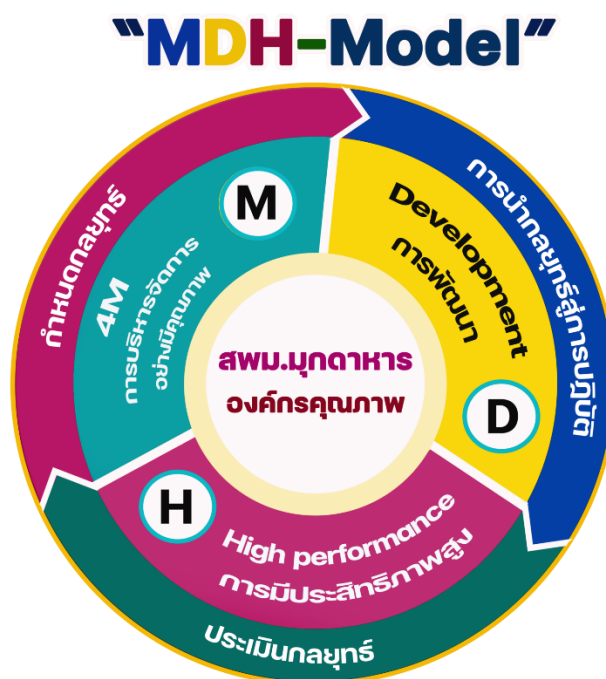 "MDH-Model"
กำหนดกลยุทธ์
M
4M
การบริหารจัดการ
อย่างมีคุณภาพ
การนำกลยุทธ์สู่การปฏิบัติ
Development
การพัฒนา
D
สพม.มุกดาหาร
องค์กรคุณภาพ
H
High performance
การมีประสิทธิภาพสูง
ประเมินกลยุทธ์